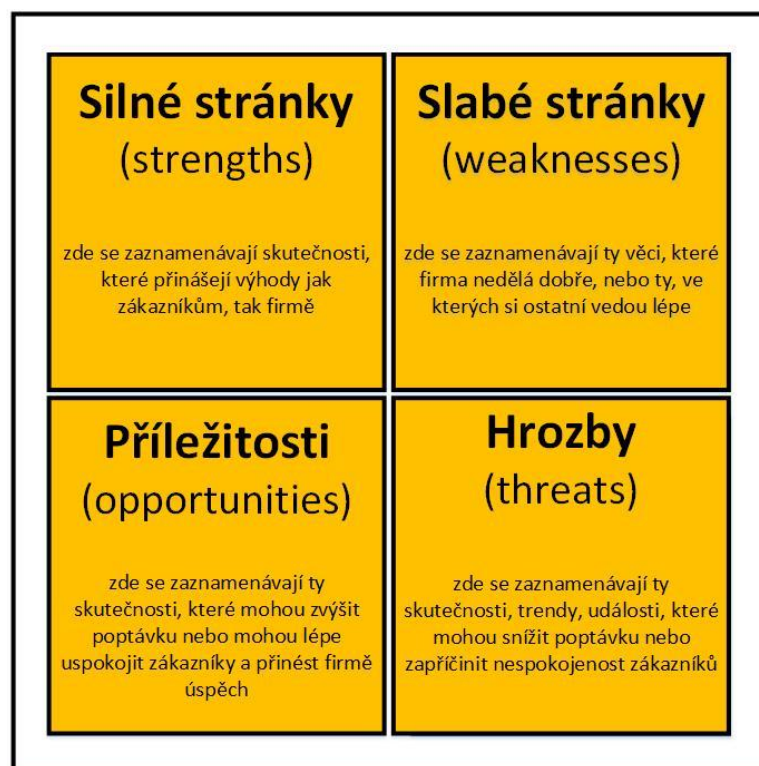 Silné stránky
(strengths)
zde se zaznamenávají skutečnosti,
které přinášejí výhody jak
zákazníkům, tak firmě
Slabé stránky
(weaknesses)
zde se zaznamenávají ty věci, které
firma nedělá dobře, nebo ty, ve
kterých si ostatní vedou lépe
Příležitosti
(opportunities)
zde se zaznamenávají ty
skutečnosti, které mohou zvýšit
poptávku nebo mohou lépe
uspokojit zákazníky a přinést firmě
úspěch
Hrozby
(threats)
zde se zaznamenávají ty
skutečnosti, trendy, události, které
mohou snížit poptávku nebo
zapříčinit nespokojenost zákazníků